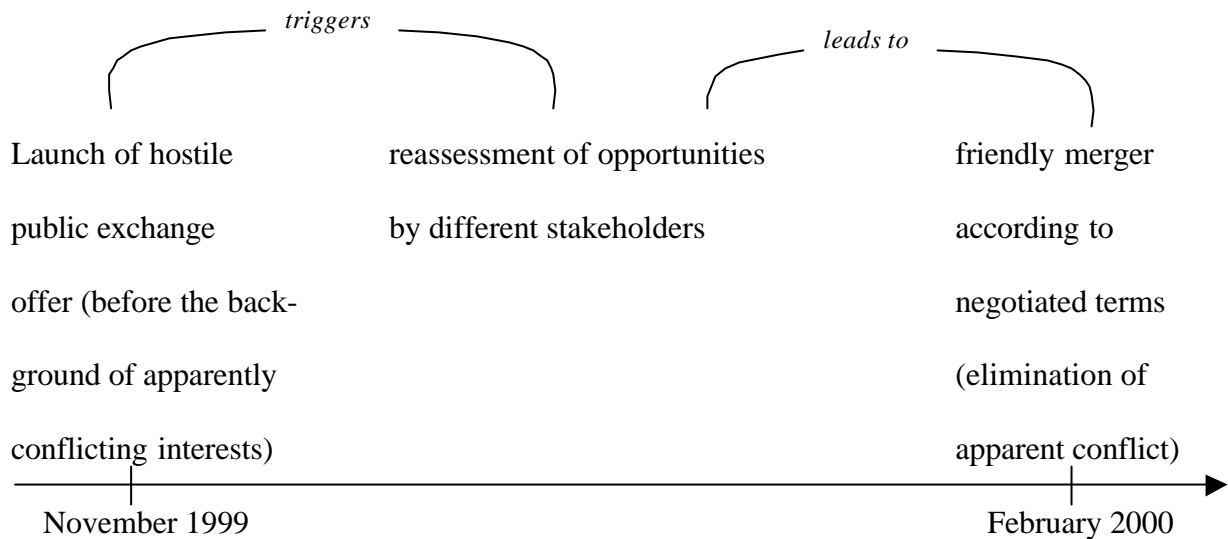 triggers
leads to
Launch of hostile
public exchange
offer (before the back-
ground of apparently
conflicting interests)
reassessment of opportunities
by different stakeholders
friendly merger
according to
negotiated terms
(elimination of
apparent conflict)
November 1999
February 2000